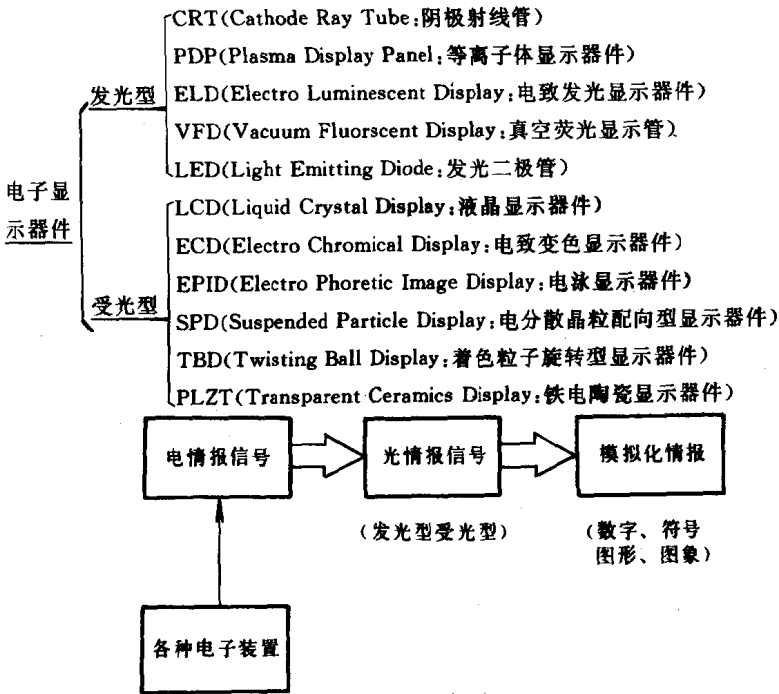 CRT(Cathode Ray Tube:阴极射线管)
PDP(Plasma Display Panel:等离子体显示器件)
发光型
ELD(Electro Luminescent Display:电致发光显示器件)
VFD(Vacuum Fluorscent Display:真空荧光显示管)
LED(Light Emitting Diode:发光二极管)
电子显
示器件
LCD(Liquid Crystal Display:液晶显示器件)
ECD(Electro Chromical Display:电致变色显示器件)
EPID(Electro Phoretic Image Display:电泳显示器件)
受光型
SPD(Suspended Particle Display:电分散晶粒配向型显示器件)
TBD(Twisting Ball Display:着色粒子旋转型显示器件)
PLZT(Transparent Ceramics Display:铁电陶瓷显示器件)
电情报信号
光情报信号
模拟化情报
(发光型受光型)
(数字、符号
图形、图象)
各种电子装置